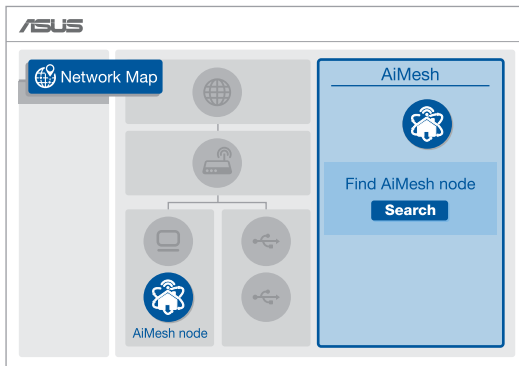 ASUS
Network Map
AiMesh
Find AiMesh node
Search
AiMesh node